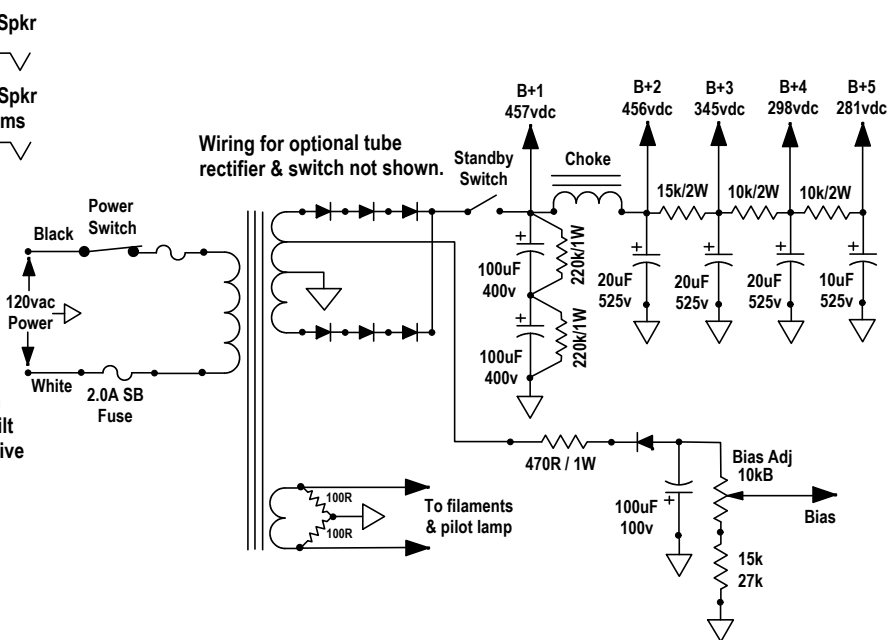 Spkr
Spkr
ms
Wiring for optional tube
rectifier & switch not shown.
Power
Switch
Black
120vac
Power
White
2.0A SB
Fuse
ilt
ive
Standby
Switch
B+1
457vdc
Choke
B+2
456vdc
B+3
345vdc
B+4
298vdc
B+5
281vdc
15k/2W
10k/2W
10k/2W
+
100uF
400v
220k/1W
+
100uF
400v
220k/1W
+
20uF
525v
+
20uF
525v
+
20uF
525v
+
10uF
525v
470R / 1W
100uF
+
100v
Bias Adj
10kB
Bias
15k
27k
100R
100R
To filaments
& pilot lamp